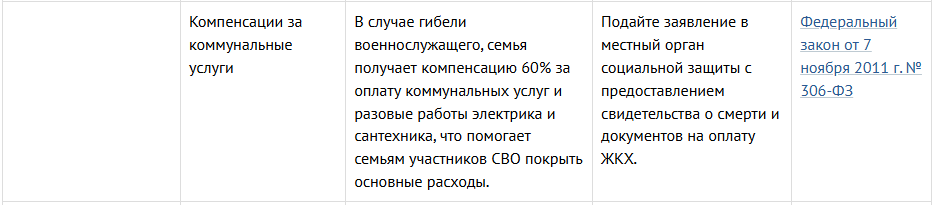 Компенсации за
коммунальные
услуги
В случае гибели
военнослужащего, семья
получает компенсацию 60% за
оплату коммунальных услуг и
разовые работы электрика и
сантехника, что помогает
семьям участников СВО покрыть
основные расходы.
Подайте заявление в
местный орган
социальной защиты с
предоставлением
свидетельства о смерти и
документов на оплату
ЖКХ.
Федеральный
закон от 7
ноября 2011 г. №
306-ФЗ